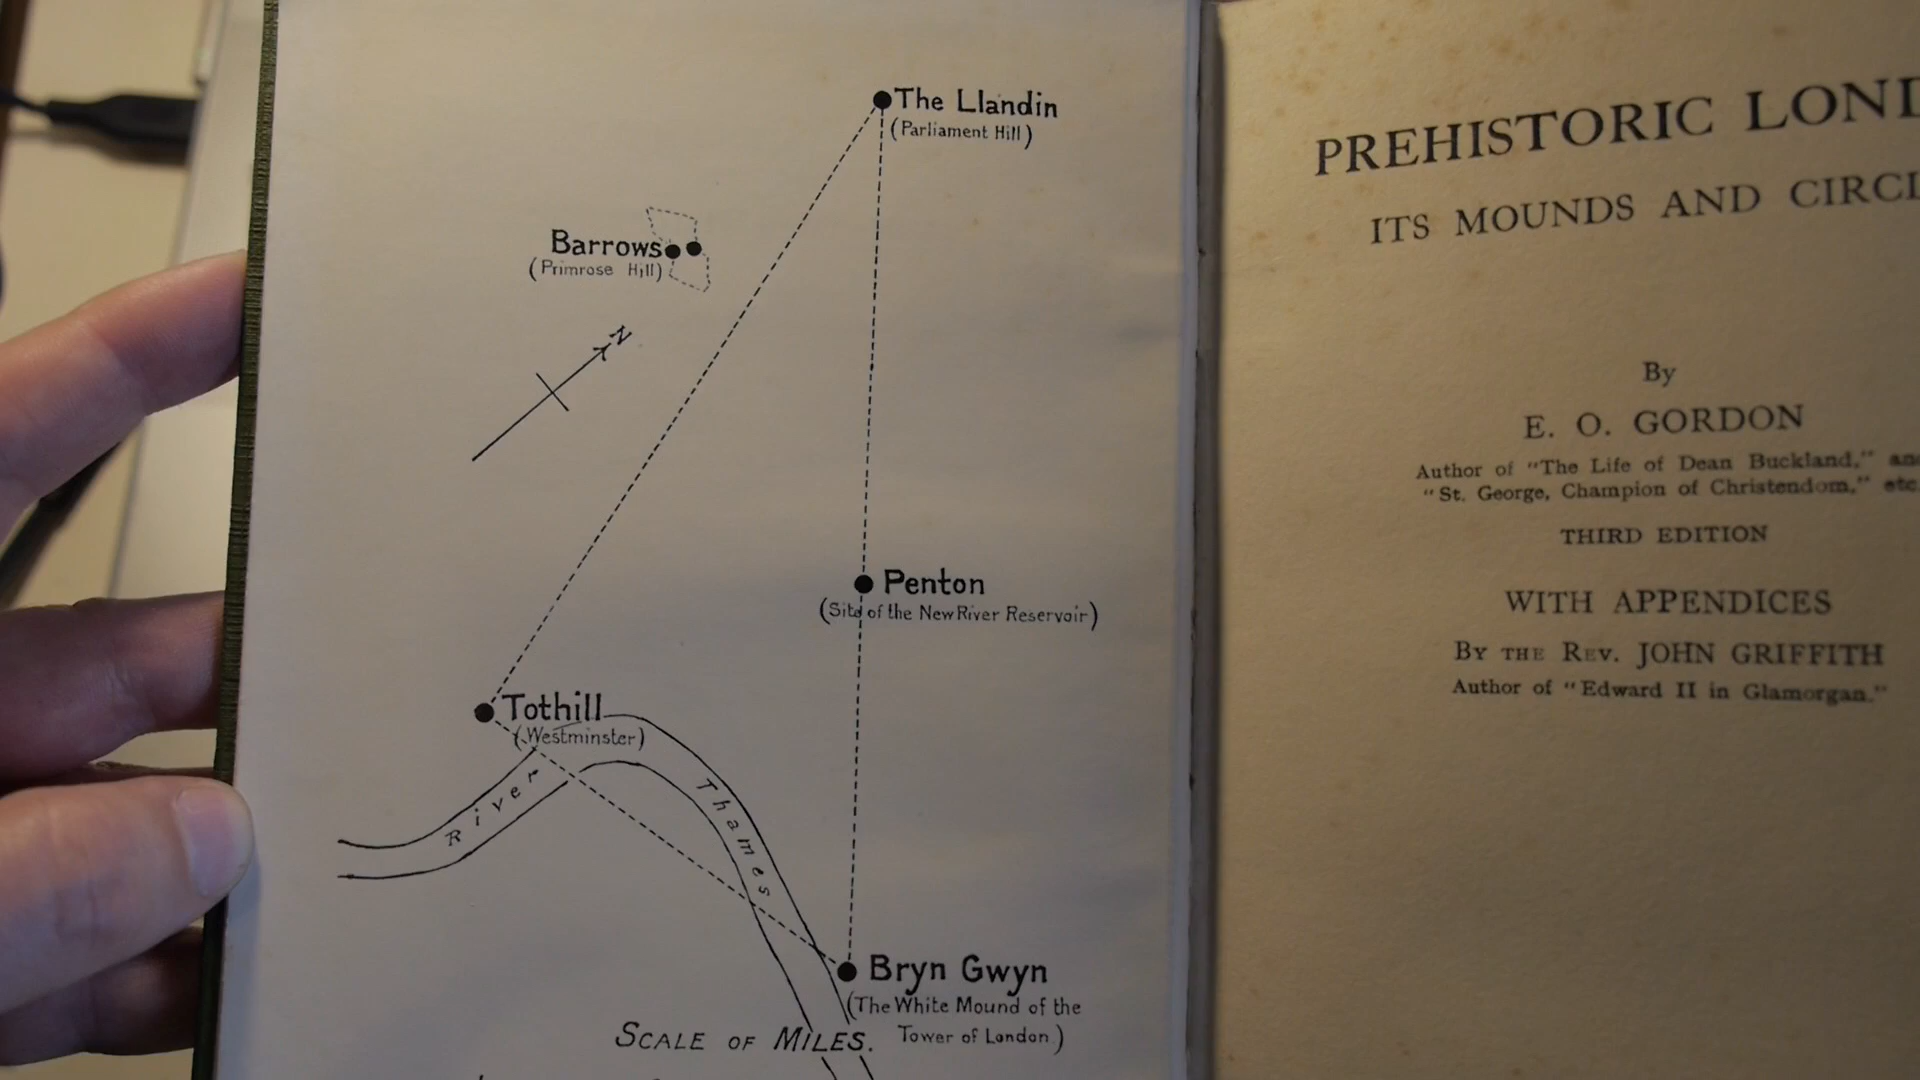 The Llandin
(Parliament Hill)
Barrows
(Primrose Hill)
N
Penton
(Site of the New River Reservoir)
Tothill
(Westminster)
River Thames
Bryn Gwyn
(The White Mound of the
Tower of London.)
SCALE OF MILES.
PREHISTORIC LOND
ITS MOUNDS AND CIRCL
By
E. O. GORDON
Author of "The Life of Dean Buckland," and
"St. George, Champion of Christendom," etc.
THIRD EDITION
WITH APPENDICES
BY THE REV. JOHN GRIFFITH
Author of "Edward II in Glamorgan."